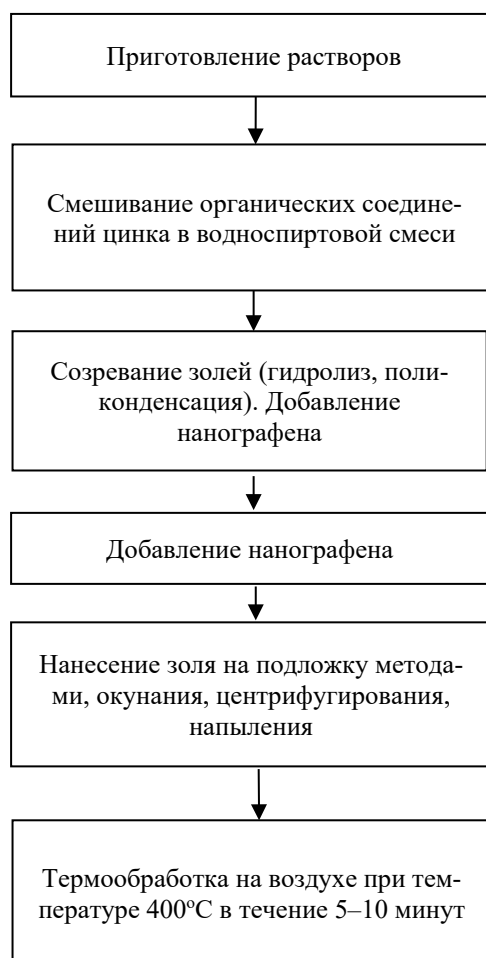 Приготовление растворов
Смешивание органических соедине-
ний цинка в водноспиртовой смеси
Созревание золей (гидролиз, поли-
конденсация). Добавление
нанографена
Добавление нанографена
Нанесение золя на подложку метода-
ми, окунания, центрифугирования,
напыления
Термообработка на воздухе при тем-
пературе 400ºС в течение 5–10 минут